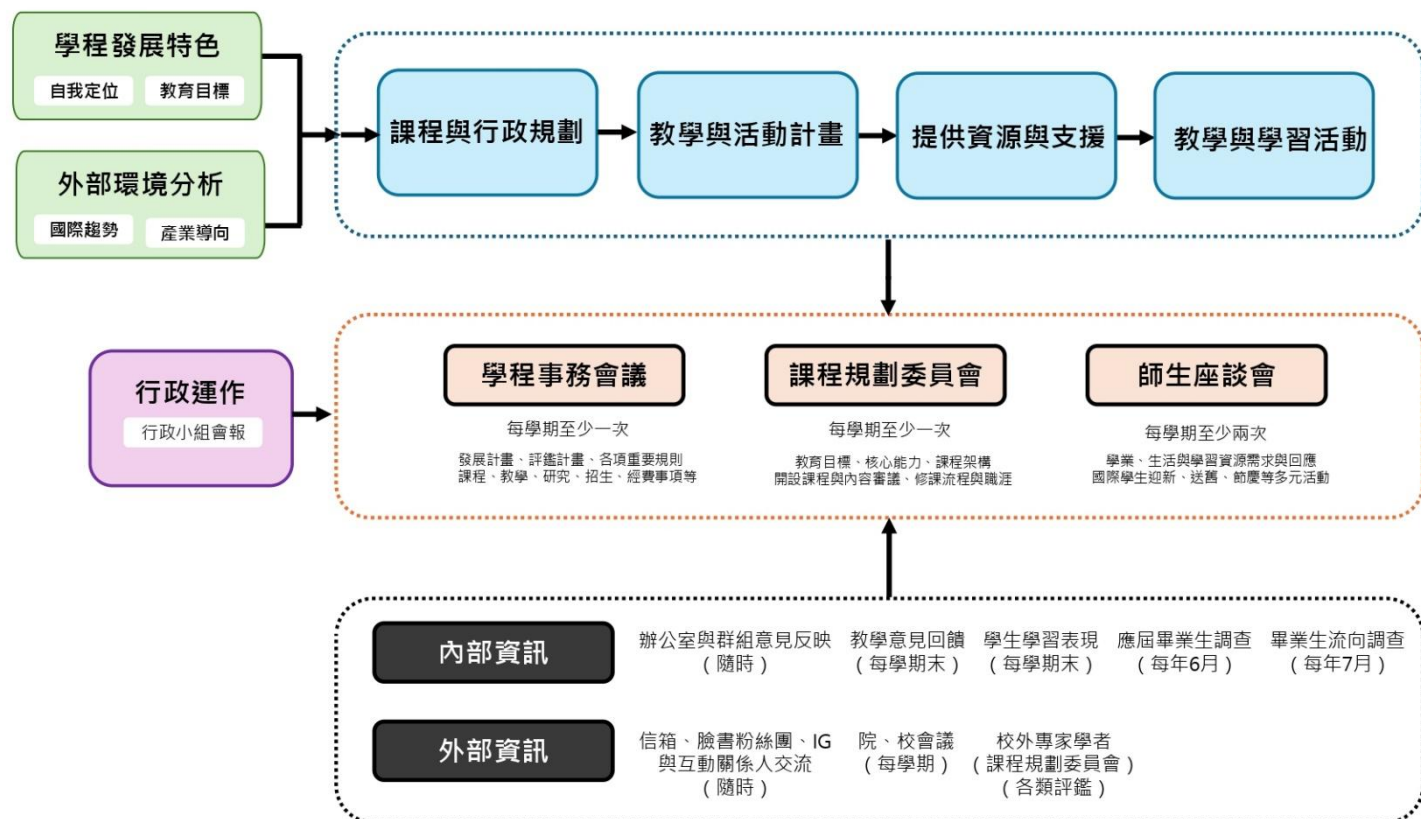 學程發展特色
自我定位 教育目標
外部環境分析
國際趨勢 產業導向
課程與行政規劃
教學與活動計畫
提供資源與支援
教學與學習活動
行政運作
行政小組會報
學程事務會議
每學期至少一次
發展計畫、評鑑計畫、各項重要規則
課程、教學、研究、招生、經費事項等
課程規劃委員會
每學期至少一次
教育目標、核心能力、課程架構
開設課程與內容審議、修課流程與職涯
師生座談會
每學期至少兩次
學業、生活與學習資源需求與回應
國際學生迎新、送舊、節慶等多元活動
內部資訊
辦公室與群組意見反映
(隨時)
教學意見回饋
(每學期末)
學生學習表現
(每學期末)
應屆畢業生調查
(每年6月)
畢業生流向調查
(每年7月)
外部資訊
信箱、臉書粉絲團、IG
與互動關係人交流
(隨時)
院、校會議
(每學期)
校外專家學者
(課程規劃委員會)
(各類評鑑)